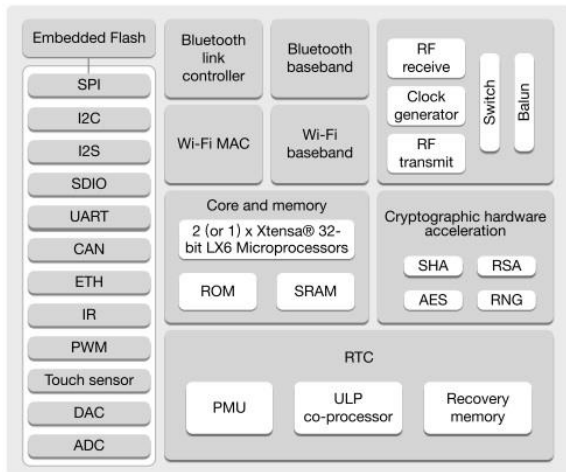 Embedded Flash
SPI
I2C
I2S
SDIO
UART
CAN
ETH
IR
PWM
Touch sensor
DAC
ADC
Bluetooth
link
controller
Bluetooth
baseband
Wi-Fi MAC
Wi-Fi
baseband
RF
receive
Clock
generator
RF
transmit
Switch
Balun
Core and memory
2 (or 1) x Xtensa® 32-
bit LX6 Microprocessors
ROM
SRAM
Cryptographic hardware
acceleration
SHA
RSA
AES
RNG
RTC
PMU
ULP
co-processor
Recovery
memory